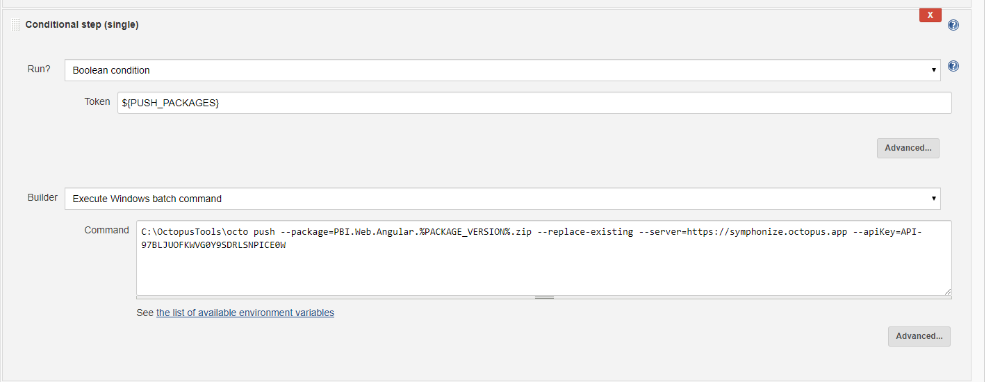 X
Conditional step (single)
?
Run?
Boolean condition
?
Token
${PUSH_PACKAGES}
Advanced...
Builder
Execute Windows batch command
Command
C:\OctopusTools\octo push --package=PBI.Web.Angular.%PACKAGE_VERSION%.zip --replace-existing --server=https://symphonize.octopus.app --apiKey=API-
97BLJUOFKWVG0Y9SDRLSNPICE0W
See the list of available environment variables
Advanced...